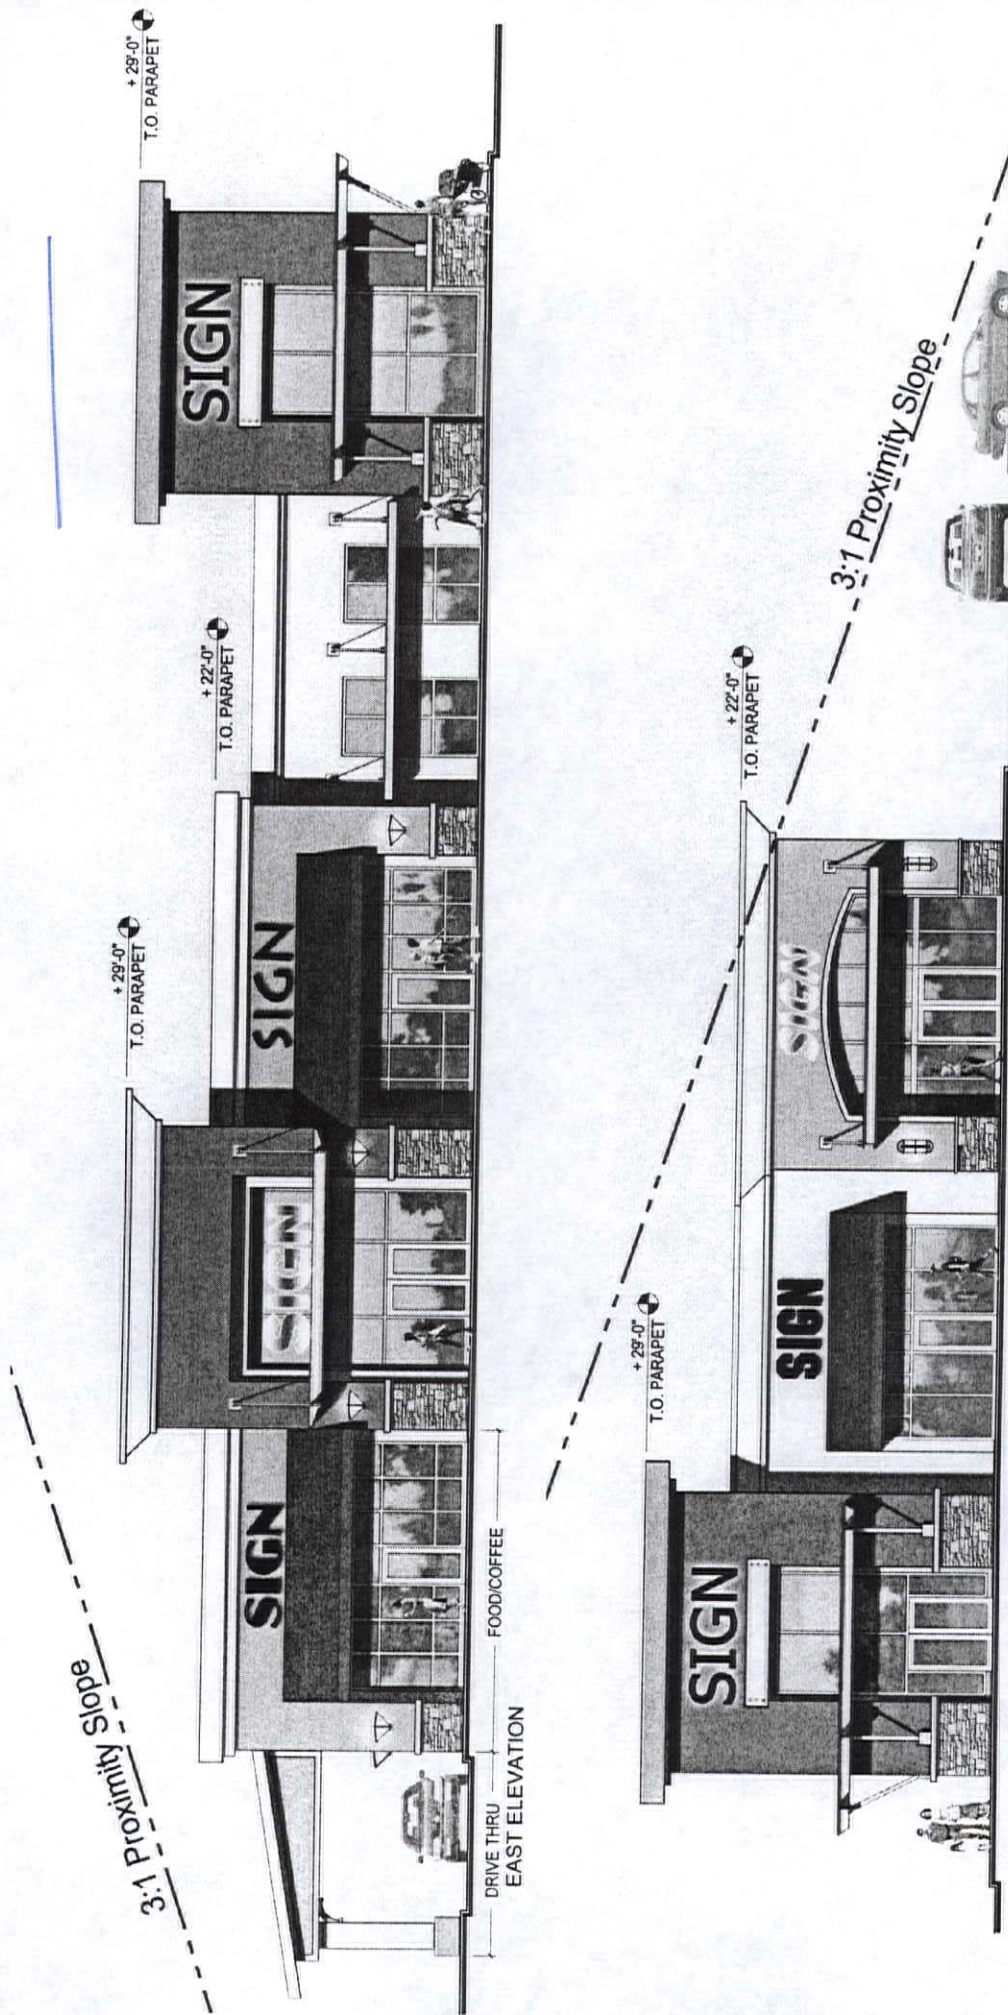 3:1 Proximity Slope
+ 29'-0"
T.O. PARAPET
+ 22'-0"
T.O. PARAPET
+ 29'-0"
T.O. PARAPET
SIGN
SIGN
SIGN
SIGN
DRIVE THRU
FOOD/COFFEE
EAST ELEVATION
+ 29'-0"
T.O. PARAPET
+ 22'-0"
T.O. PARAPET
3:1 Proximity Slope
SIGN
SIGN
SIGN